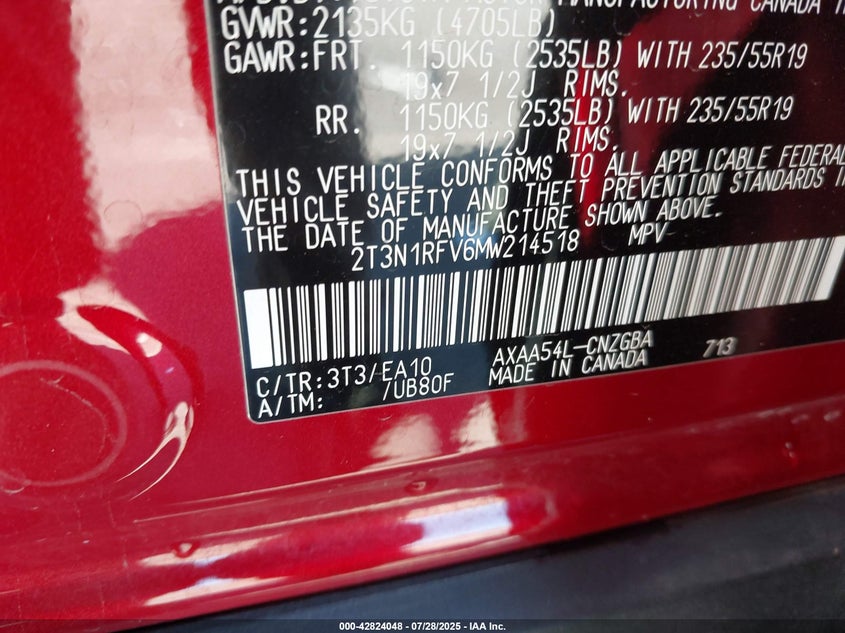 MANUFACTURING CANADA
GVWR:2135KG (4705LB)
GAWR:FRT. 1150KG (2535LB) WITH 235/55R19
19x7 1/2J RIMS.
RR. 1150KG (2535LB) WITH 235/55R19
19x7 1/2J RIMS.
THIS VEHICLE CONFORMS TO ALL APPLICABLE FEDERAL
VEHICLE SAFETY AND THEFT PREVENTION STANDARDS
THE DATE OF MANUFACTURE SHOWN ABOVE.
2T3N1RFV6MW214518 MPV
C/TR:3T3/EA10 AXAA54L-CNZGBA 713
A/TM: /UB80F MADE IN CANADA
000-42824048 - 07/28/2025 - IAA Inc.